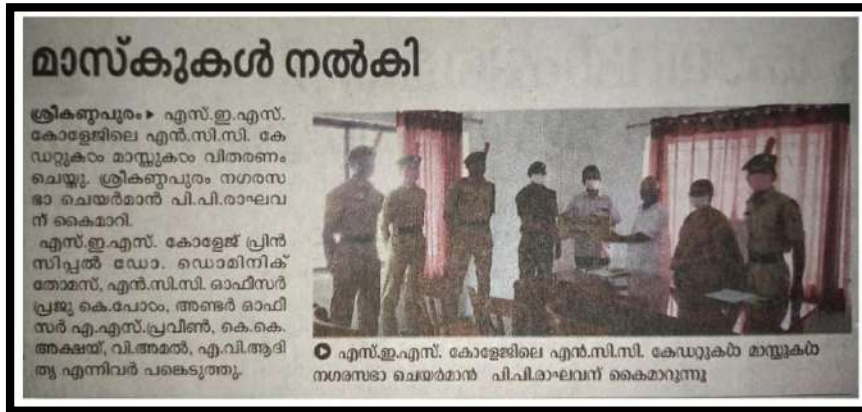 മാസ്കുകൾ നൽകി
ശ്രീകണ്ഠപുരം ▸ എസ്.ഇ.എസ്.
കോളേജിലെ എൻ.സി.സി. കേ
ഡറ്റുകൾ മാസ്കുകൾ വിതരണം
ചെയ്തു. ശ്രീകണ്ഠപുരം നഗരസ
ഭാ ചെയർമാൻ പി.പി.രാഘവ
ന് കൈമാറി.
എസ്.ഇ.എസ്. കോളേജ് പ്രിൻ
സിപ്പൽ ഡോ. ഡൊമിനിക്
തോമസ്, എൻ.സി.സി. ഓഫീസർ
പ്രജു കെ.പോൾ, അണ്ടർ ഓഫീ
സർ എ.എസ്.പ്രവീൺ, കെ.കെ.
അക്ഷയ്, വി.അമൽ, എ.വി.ആദി
ത്യ എന്നിവർ പങ്കെടുത്തു.
എസ്.ഇ.എസ്. കോളേജിലെ എൻ.സി.സി. കേഡറ്റുകൾ മാസ്കുകൾ
നഗരസഭാ ചെയർമാൻ പി.പി.രാഘവന് കൈമാറുന്നു